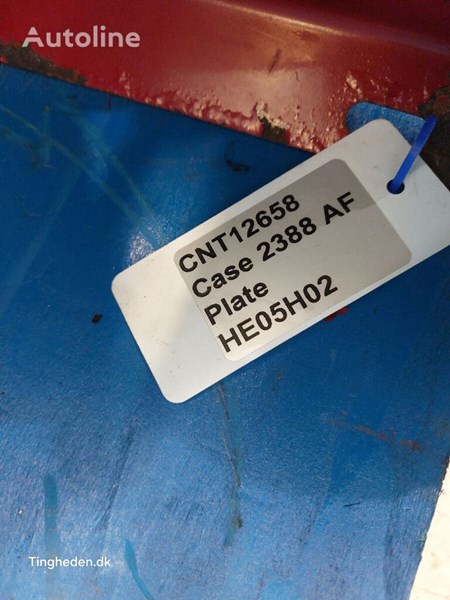 Autoline
CNT12658
Case 2388 AF
Plate
HE05H02
Tingheden.dk